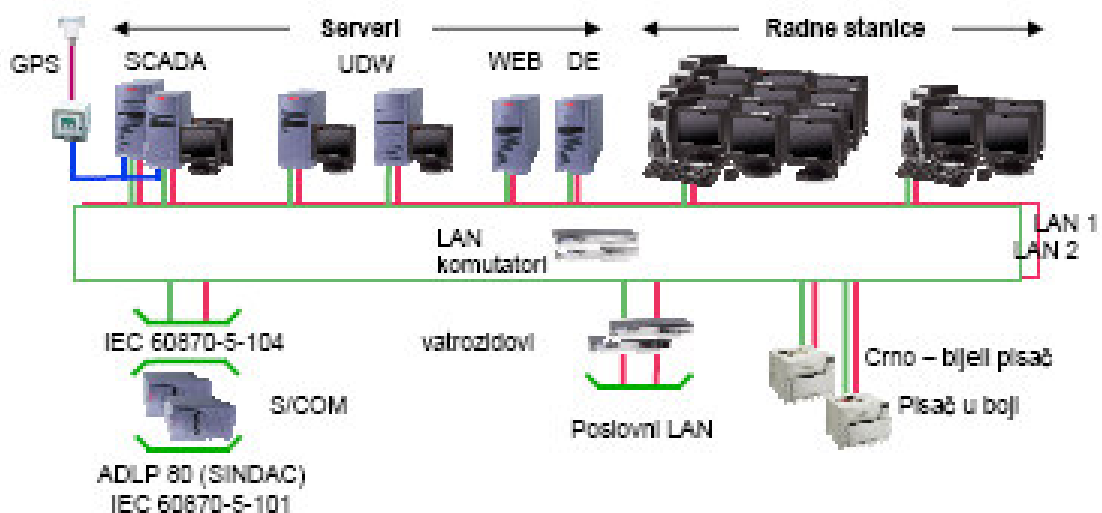 Serveri
Radne stanice
GPS
SCADA
UDW
WEB
DE
LAN 1
LAN 2
LAN
komutatori
IEC 60870-5-104
vatrozidovi
Crno – bijeli pisač
S/COM
Pisač u boji
Poslovni LAN
ADLP 80 (SINDAC)
IEC 60870-5-101